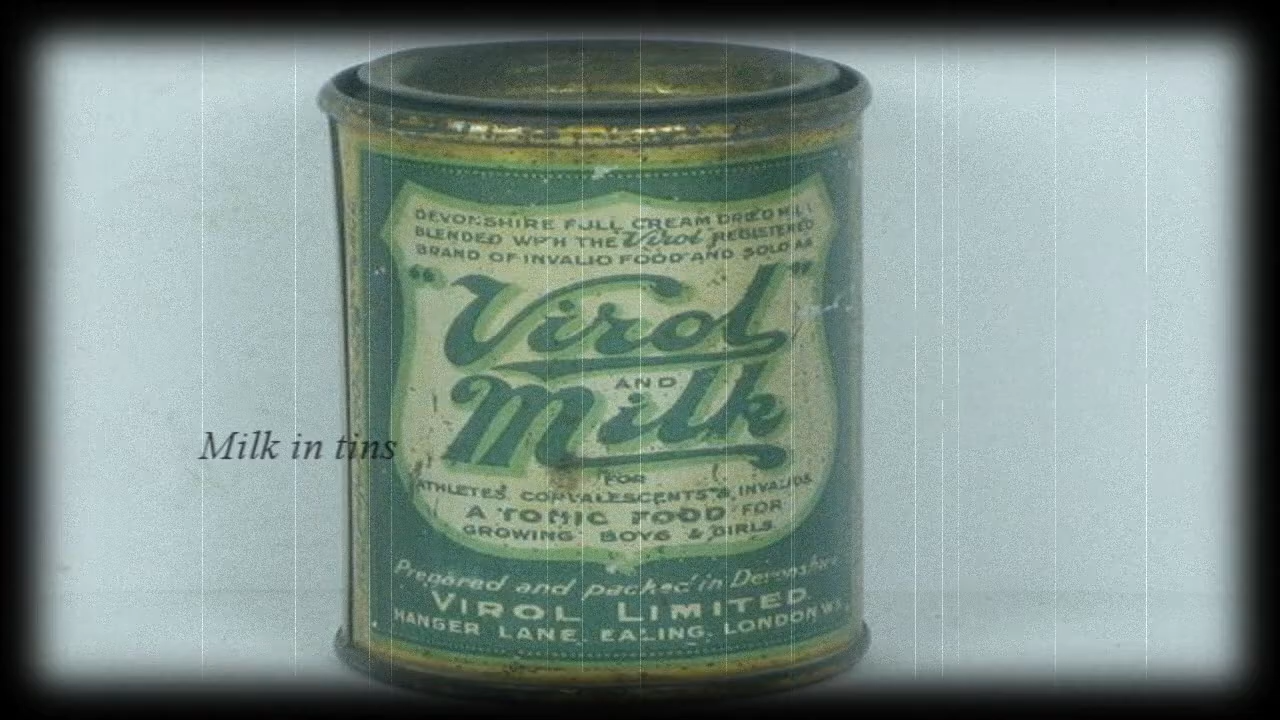 DEVONSHIRE FULL CREAM DRIED MILK
BLENDED WITH THE Virol REGISTERED
BRAND OF INVALID FOOD AND SOLD AS
"Virol"
AND
Milk
FOR
ATHLETES CONVALESCENTS & INVALIDS
A TONIC FOOD FOR
GROWING BOYS & GIRLS
Prepared and packed in Devonshire
VIROL LIMITED
HANGER LANE, EALING, LONDON W5.
Milk in tins